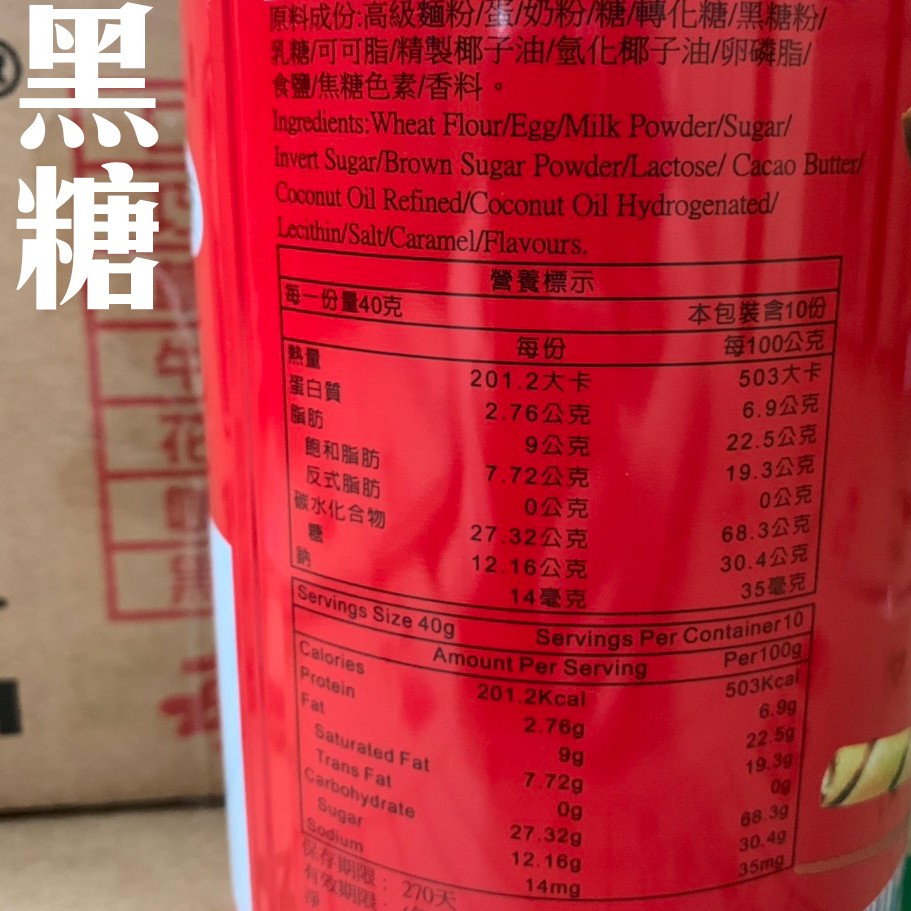 黑糖
原料成份:高級麵粉/蛋/奶粉/糖/轉化糖/黑糖粉/
乳糖/可可脂/精製椰子油/氫化椰子油/卵磷脂/
食鹽/焦糖色素/香料。
Ingredients:Wheat Flour/Egg/Milk Powder/Sugar/
Invert Sugar/Brown Sugar Powder/Lactose/ Cacao Butter/
Coconut Oil Refined/Coconut Oil Hydrogenated/
Lecithin/Salt/Caramel/Flavours.
營養標示
每一份量40克 本包裝含10份
每份 每100公克
熱量 201.2大卡 503大卡
蛋白質 2.76公克 6.9公克
脂肪 9公克 22.5公克
飽和脂肪 7.72公克 19.3公克
反式脂肪 0公克 0公克
碳水化合物 27.32公克 68.3公克
糖 12.16公克 30.4公克
鈉 14毫克 35毫克
Servings Size 40g Servings Per Container10
Amount Per Serving Per100g
Calories 201.2Kcal 503Kcal
Protein 2.76g 6.9g
Fat 9g 22.5g
Saturated Fat 7.72g 19.3g
Trans Fat 0g 0g
Carbohydrate 27.32g 68.3g
Sugar 12.16g 30.4g
Sodium 14mg 35mg
保存期限：270天
有效期限：